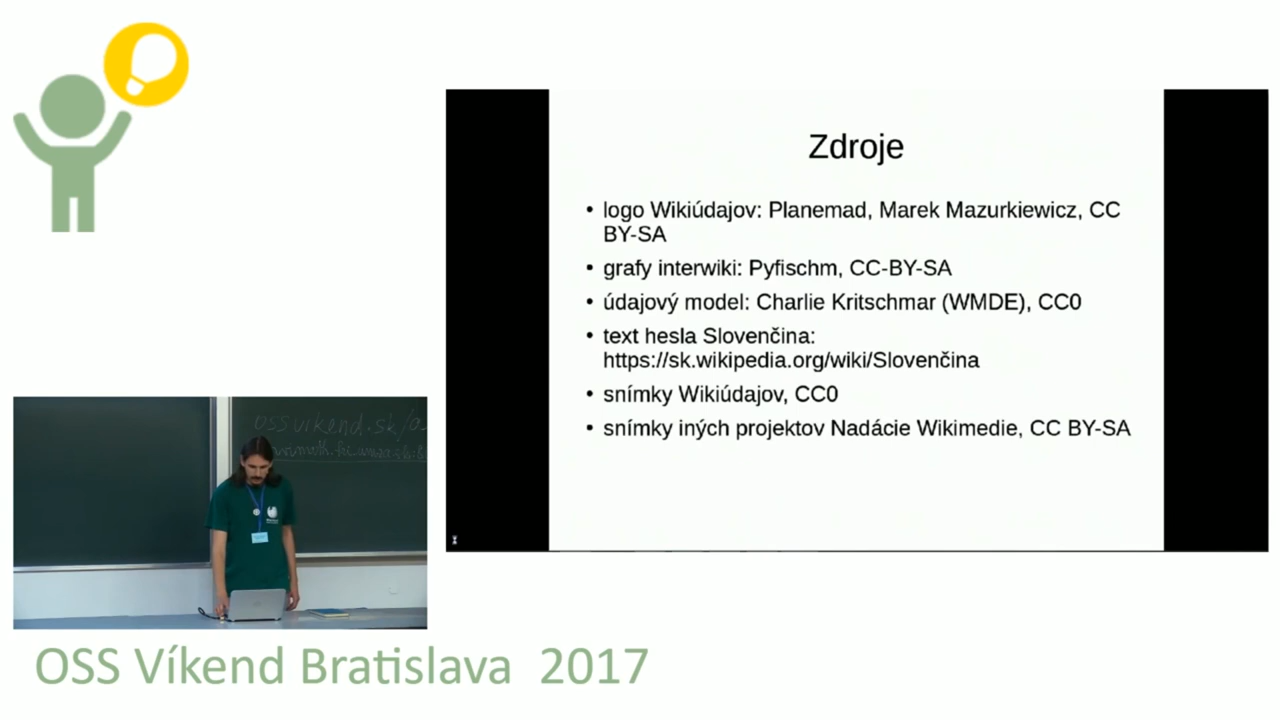 Zdroje
• logo Wikiúdajov: Planemad, Marek Mazurkiewicz, CC
BY-SA
• grafy interwiki: Pyfischm, CC-BY-SA
• údajový model: Charlie Kritschmar (WMDE), CC0
• text hesla Slovenčina:
https://sk.wikipedia.org/wiki/Slovenčina
• snímky Wikiúdajov, CC0
• snímky iných projektov Nadácie Wikimedie, CC BY-SA
ossvikend.sk/a
OSS Víkend Bratislava 2017